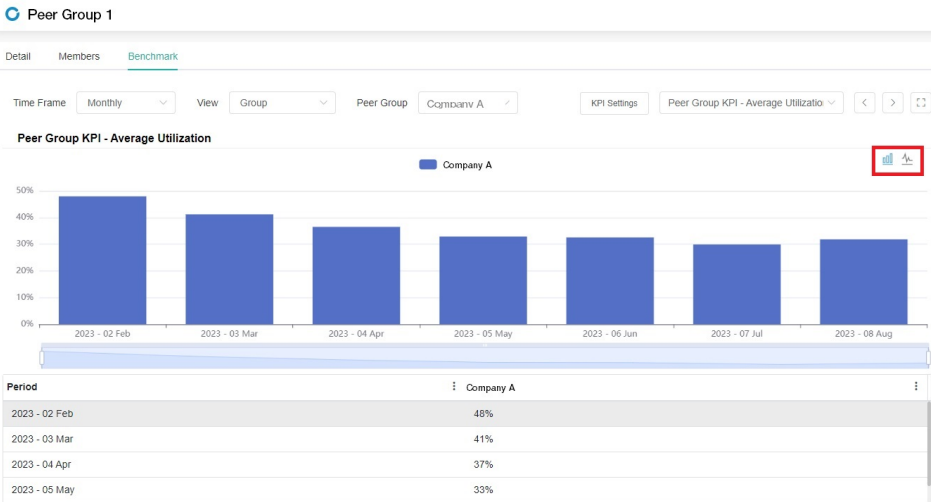 Peer Group 1
Detail Members Benchmark
Time Frame Monthly View Group Peer Group Company A KPI Settings Peer Group KPI - Average Utilizatio
Peer Group KPI - Average Utilization
Company A
50%
40%
30%
20%
10%
0%
2023 - 02 Feb 2023 - 03 Mar 2023 - 04 Apr 2023 - 05 May 2023 - 06 Jun 2023 - 07 Jul 2023 - 08 Aug
Period Company A
2023 - 02 Feb 48%
2023 - 03 Mar 41%
2023 - 04 Apr 37%
2023 - 05 May 33%